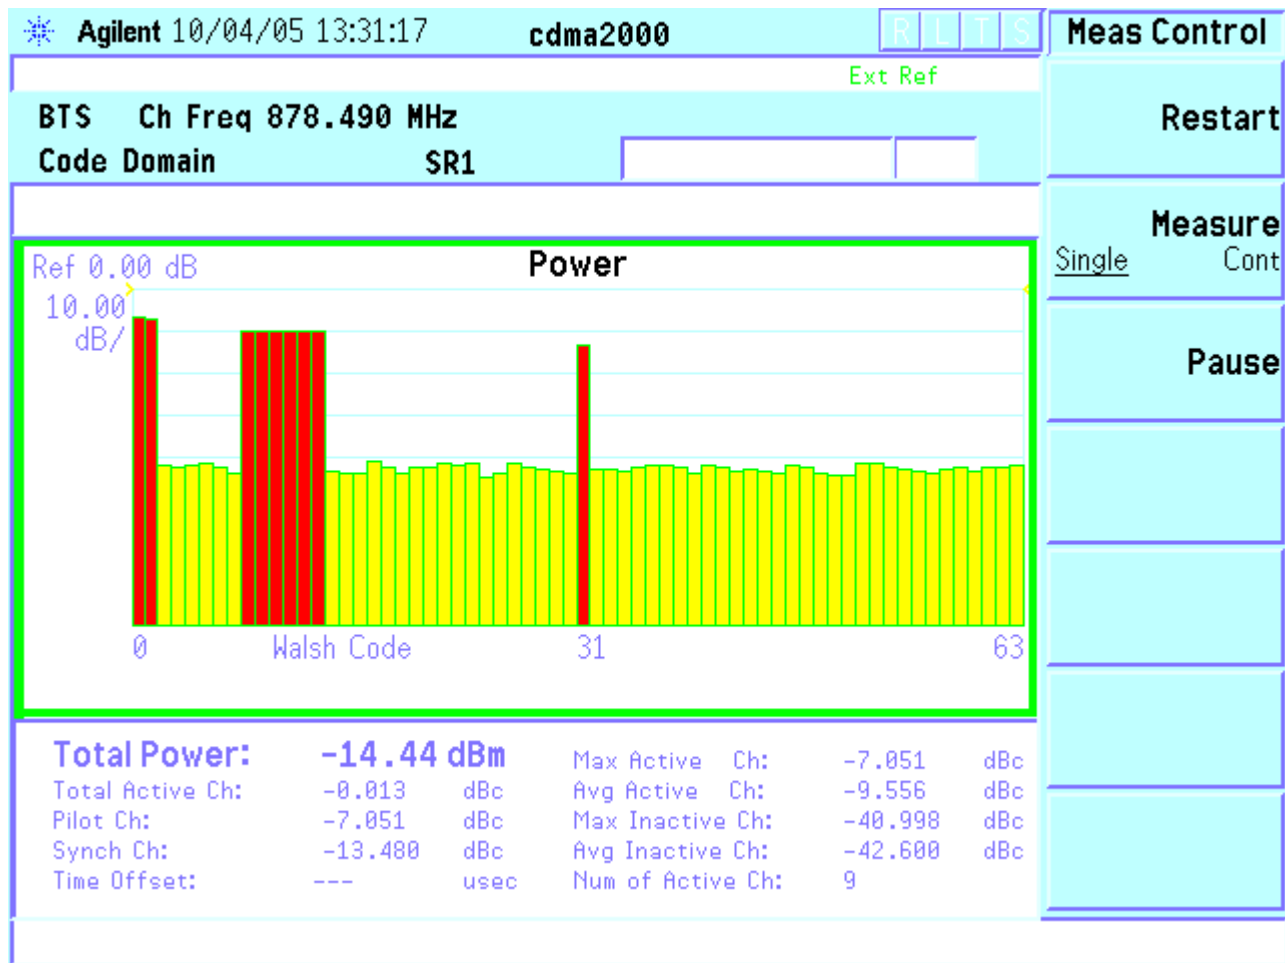 Agilent 10/04/05 13:31:17 cdma2000 R L T S
Ext Ref
BTS Ch Freq 878.490 MHz
Code Domain SR1
Power
Ref 0.00 dB
10.00
dB/
0 Walsh Code 31 63
Total Power: -14.44 dBm
Total Active Ch: -0.013 dBc
Pilot Ch: -7.051 dBc
Synch Ch: -13.480 dBc
Time Offset: --- usec
Max Active Ch: -7.051 dBc
Avg Active Ch: -9.556 dBc
Max Inactive Ch: -40.998 dBc
Avg Inactive Ch: -42.600 dBc
Num of Active Ch: 9
Meas Control
Restart
Measure
Single Cont
Pause